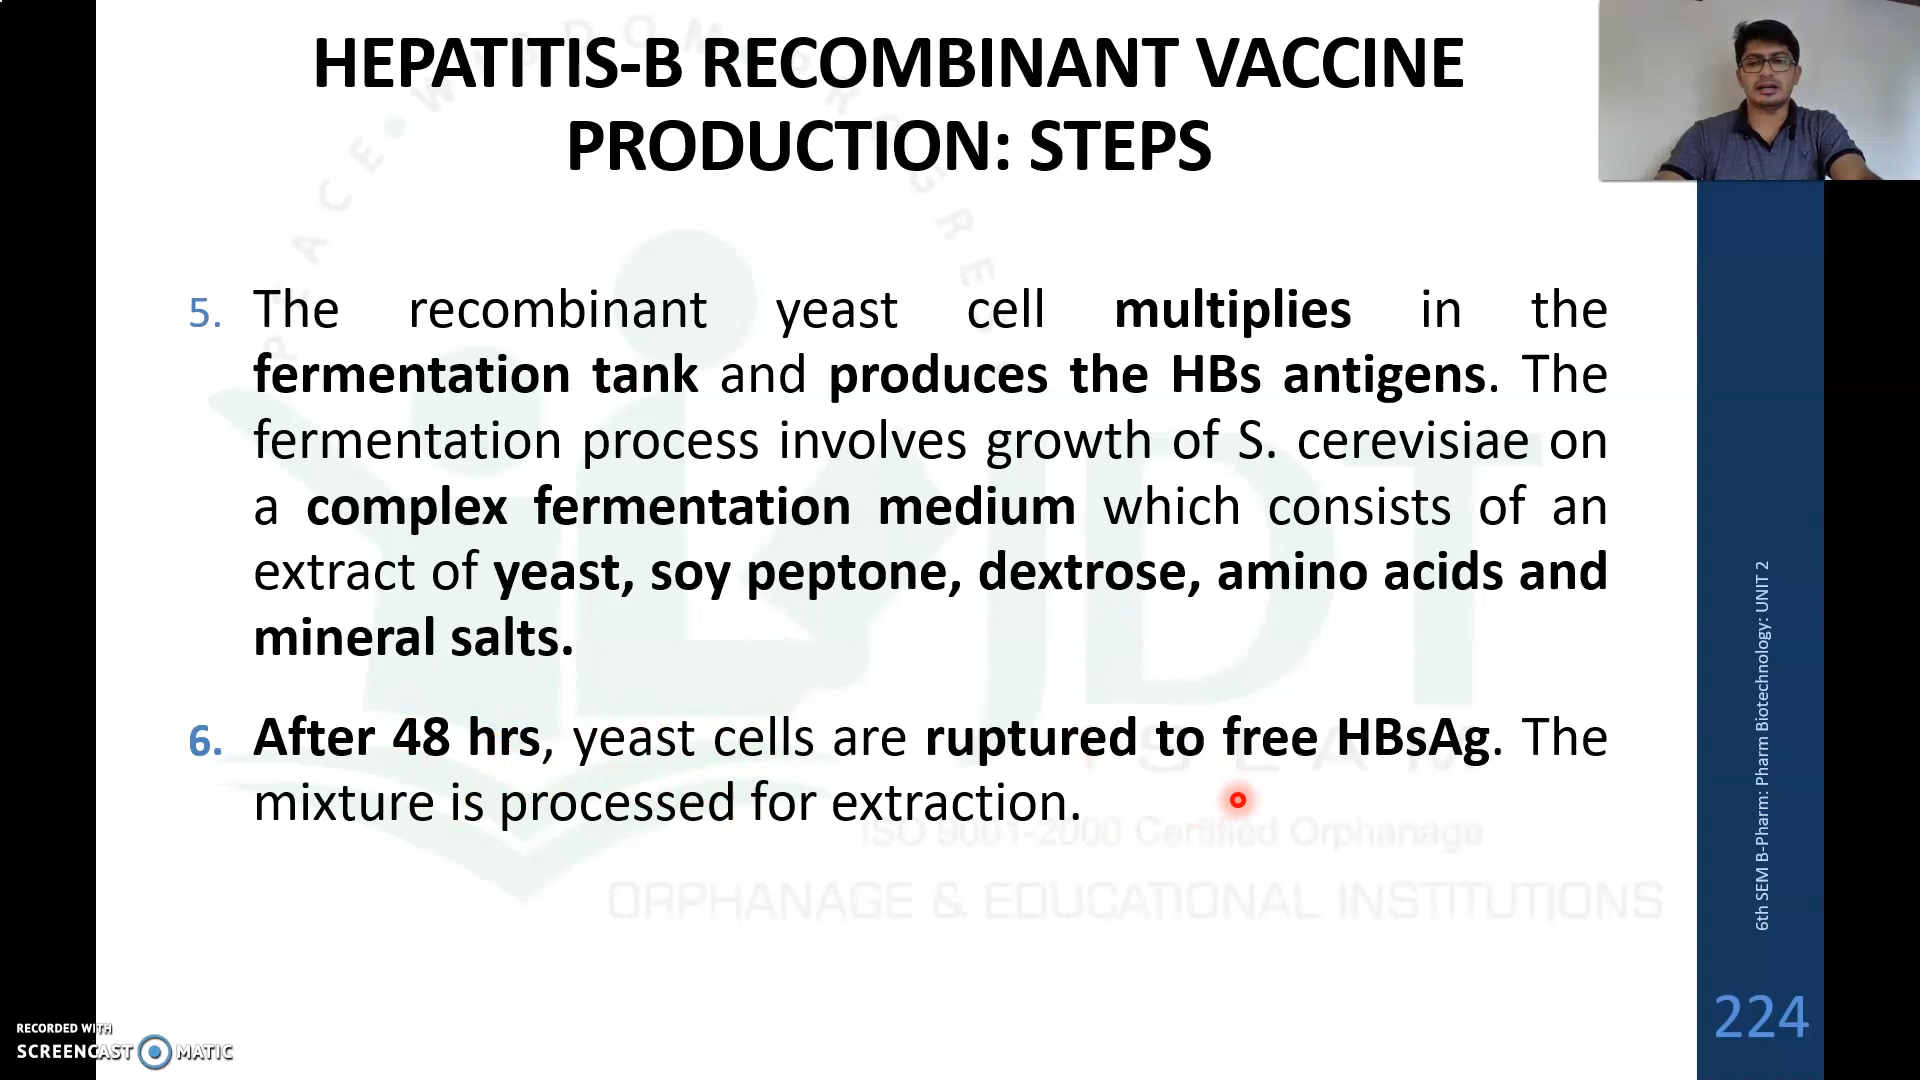 HEPATITIS-B RECOMBINANT VACCINE
PRODUCTION: STEPS
5. The recombinant yeast cell multiplies in the
fermentation tank and produces the HBs antigens. The
fermentation process involves growth of S. cerevisiae on
a complex fermentation medium which consists of an
extract of yeast, soy peptone, dextrose, amino acids and
mineral salts.
6. After 48 hrs, yeast cells are ruptured to free HBsAg. The
mixture is processed for extraction.
ISO 9001-2000 Certified Orphanage
ORPHANAGE & EDUCATIONAL INSTITUTIONS
JDT
6th SEM B-Pharm: Pharm Biotechnology: UNIT 2
224
RECORDED WITH
SCREENCAST MATIC